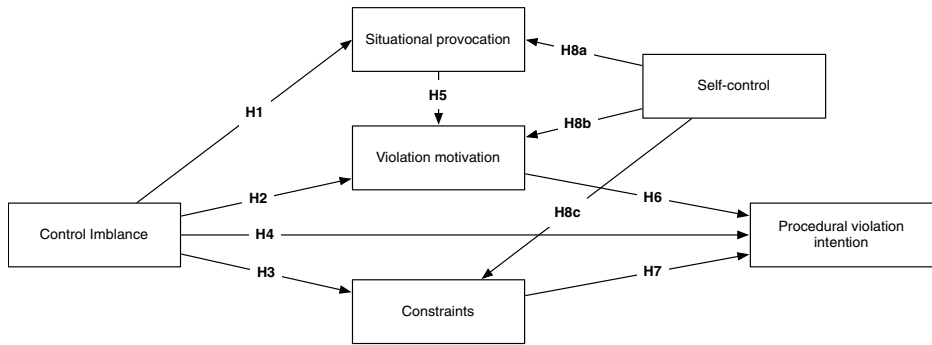 Situational provocation
H8a
Self-control
H5
H1
H8b
Violation motivation
H2
H6
H8c
Control Imblance
H4
Procedural violation
intention
H3
H7
Constraints